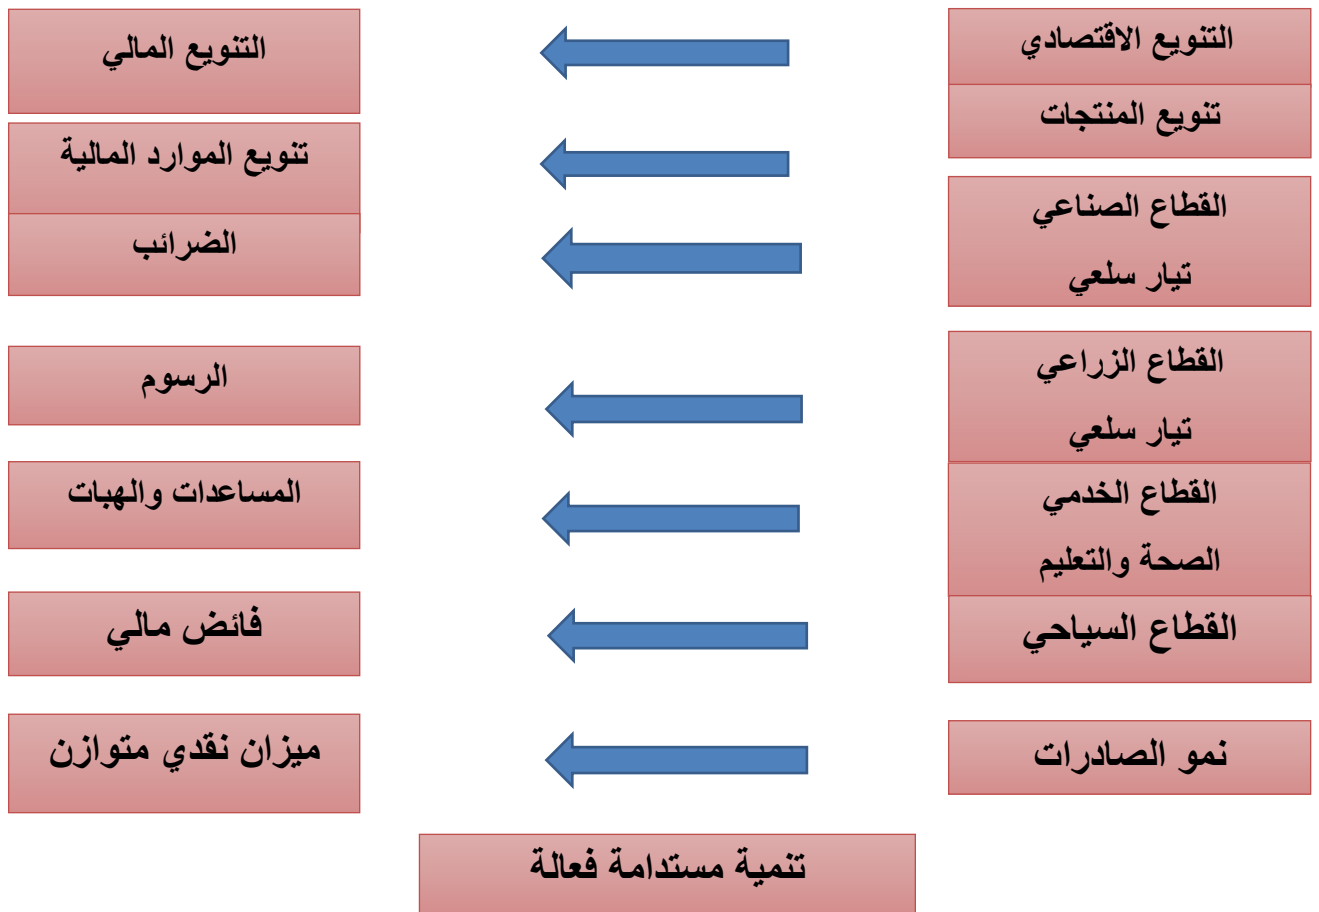 التنويع الاقتصادي
التنويع المالي
تنويع المنتجات
تنويع الموارد المالية
القطاع الصناعي
تيار سلعي
الضرائب
القطاع الزراعي
تيار سلعي
الرسوم
القطاع الخدمي
الصحة والتعليم
المساعدات والهبات
القطاع السياحي
فائض مالي
نمو الصادرات
ميزان نقدي متوازن
تنمية مستدامة فعالة